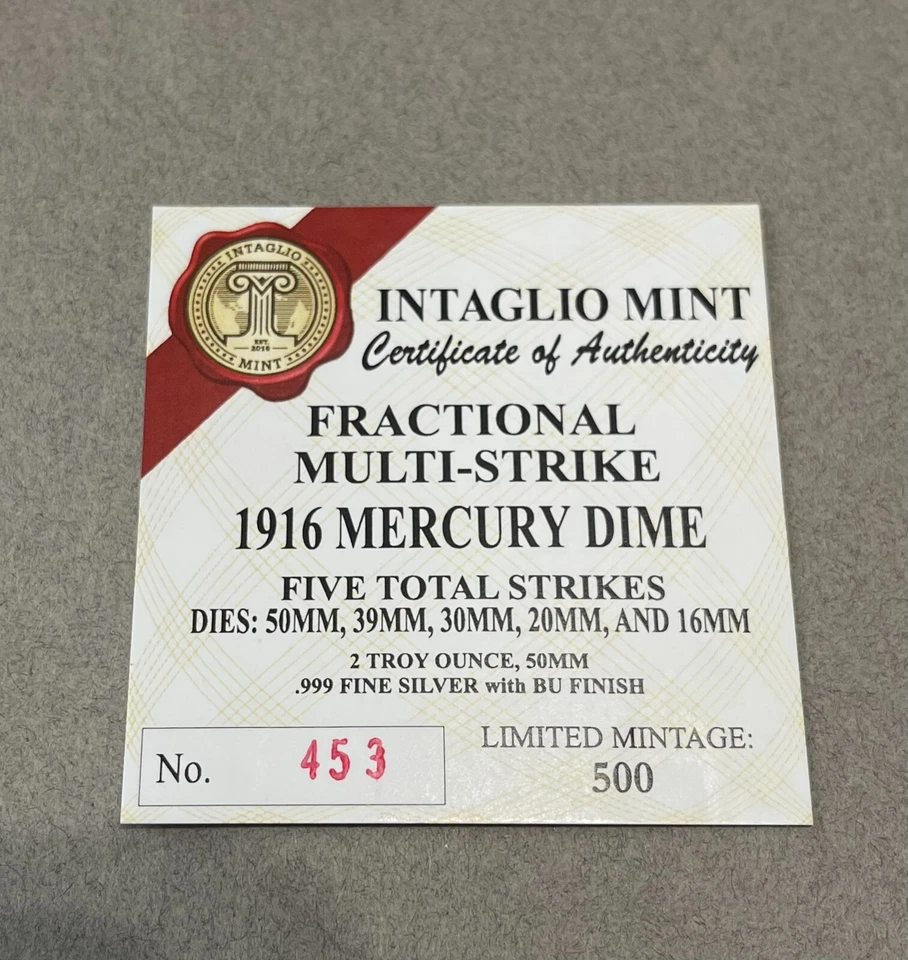 INTAGLIO
EST.
2016
MINT
INTAGLIO MINT
Certificate of Authenticity
FRACTIONAL
MULTI-STRIKE
1916 MERCURY DIME
FIVE TOTAL STRIKES
DIES: 50MM, 39MM, 30MM, 20MM, AND 16MM
2 TROY OUNCE, 50MM
.999 FINE SILVER with BU FINISH
No. 453
LIMITED MINTAGE:
500